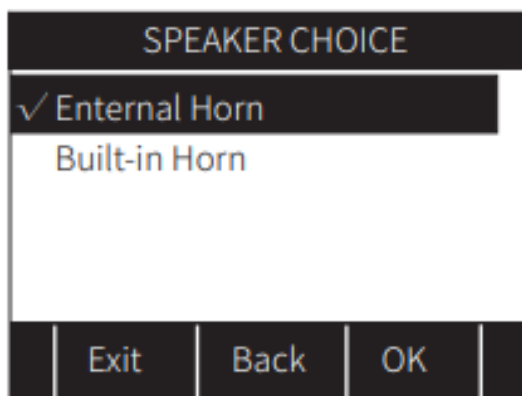 SPEAKER CHOICE
√ Enternal Horn
Built-in Horn
Exit Back OK